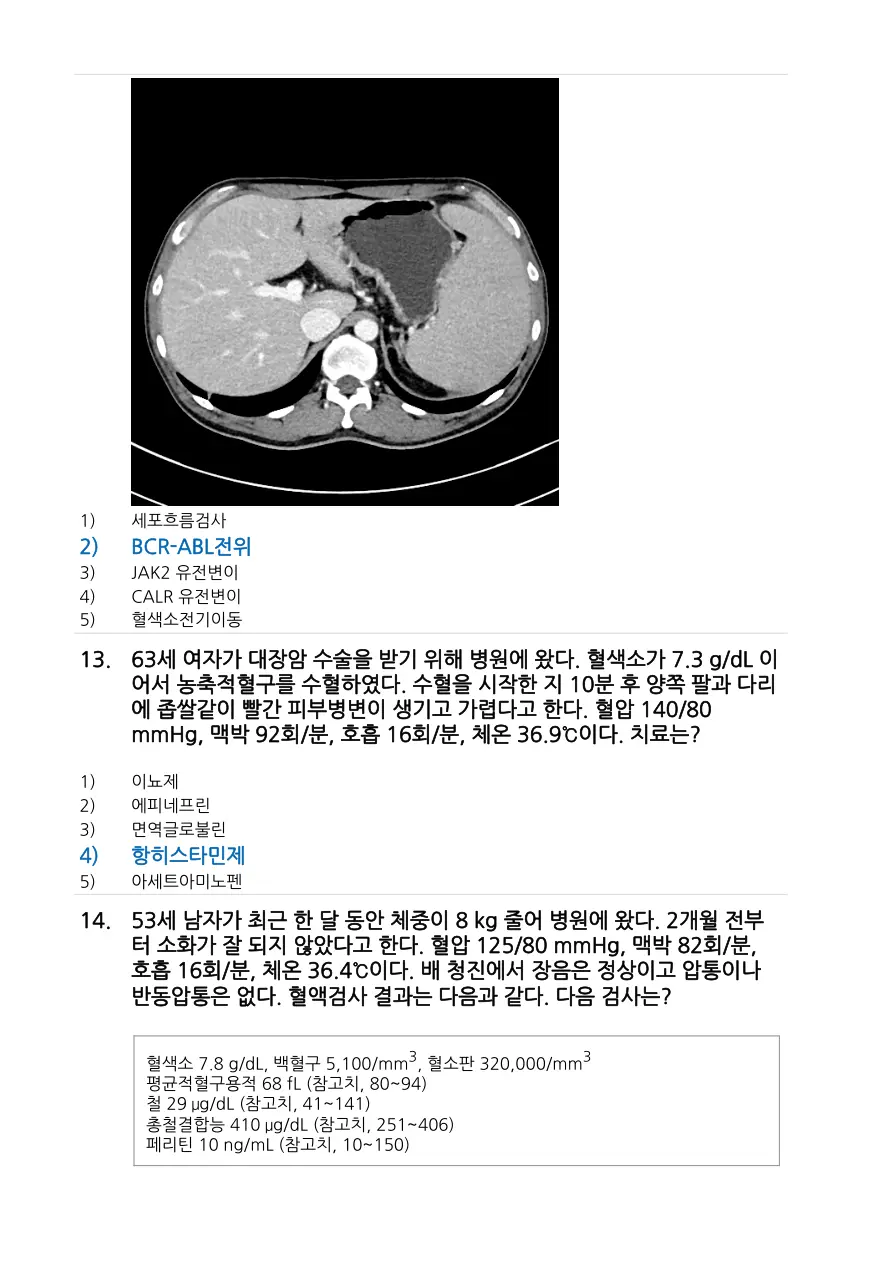 1) 세포흐름검사
2) BCR-ABL전위
3) JAK2 유전변이
4) CALR 유전변이
5) 혈색소전기이동
13. 63세 여자가 대장암 수술을 받기 위해 병원에 왔다. 혈색소가 7.3 g/dL 이
어서 농축적혈구를 수혈하였다. 수혈을 시작한 지 10분 후 양쪽 팔과 다리
에 좁쌀같이 빨간 피부병변이 생기고 가렵다고 한다. 혈압 140/80
mmHg, 맥박 92회/분, 호흡 16회/분, 체온 36.9℃이다. 치료는?
1) 이뇨제
2) 에피네프린
3) 면역글로불린
4) 항히스타민제
5) 아세트아미노펜
14. 53세 남자가 최근 한 달 동안 체중이 8 kg 줄어 병원에 왔다. 2개월 전부
터 소화가 잘 되지 않았다고 한다. 혈압 125/80 mmHg, 맥박 82회/분,
호흡 16회/분, 체온 36.4℃이다. 배 청진에서 장음은 정상이고 압통이나
반동압통은 없다. 혈액검사 결과는 다음과 같다. 다음 검사는?
혈색소 7.8 g/dL, 백혈구 5,100/mm³, 혈소판 320,000/mm³
평균적혈구용적 68 fL (참고치, 80~94)
철 29 µg/dL (참고치, 41~141)
총철결합능 410 µg/dL (참고치, 251~406)
페리틴 10 ng/mL (참고치, 10~150)